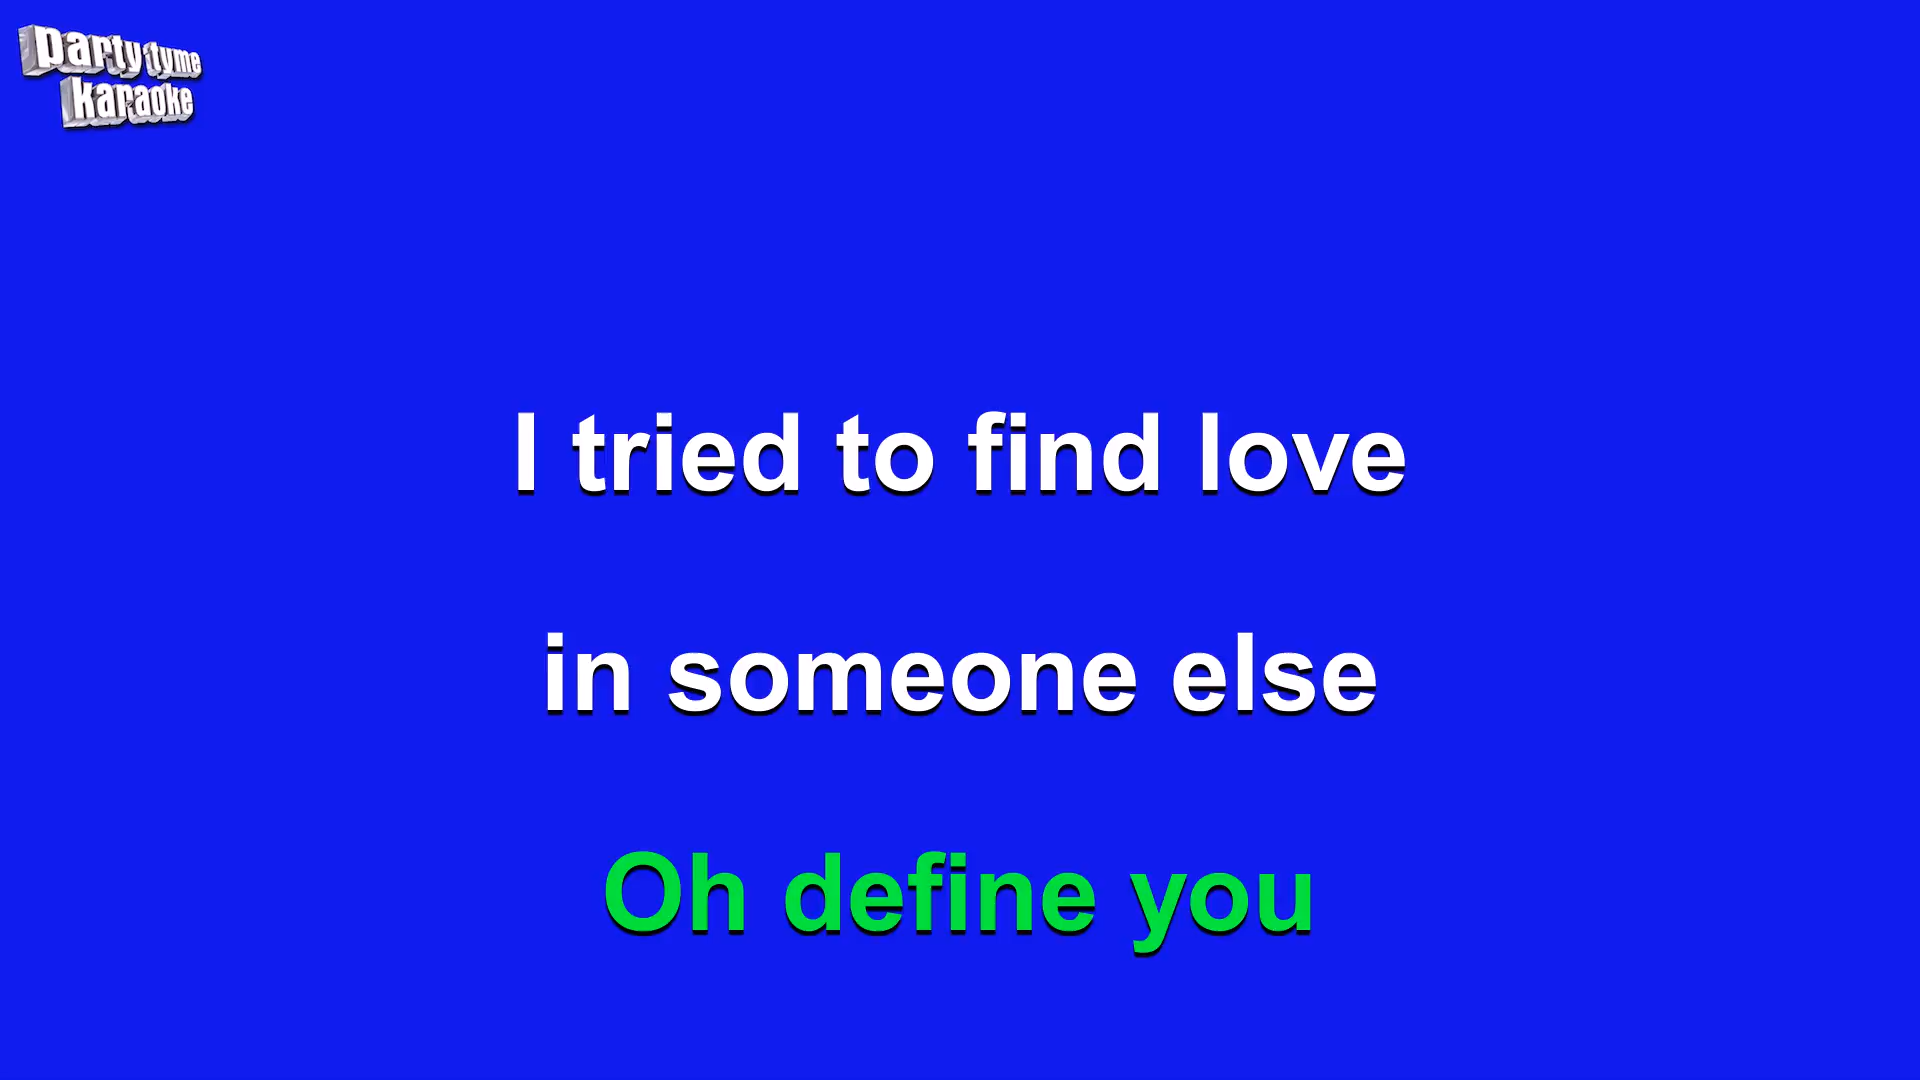 party tyme
karaoke
I tried to find love
in someone else
Oh define you